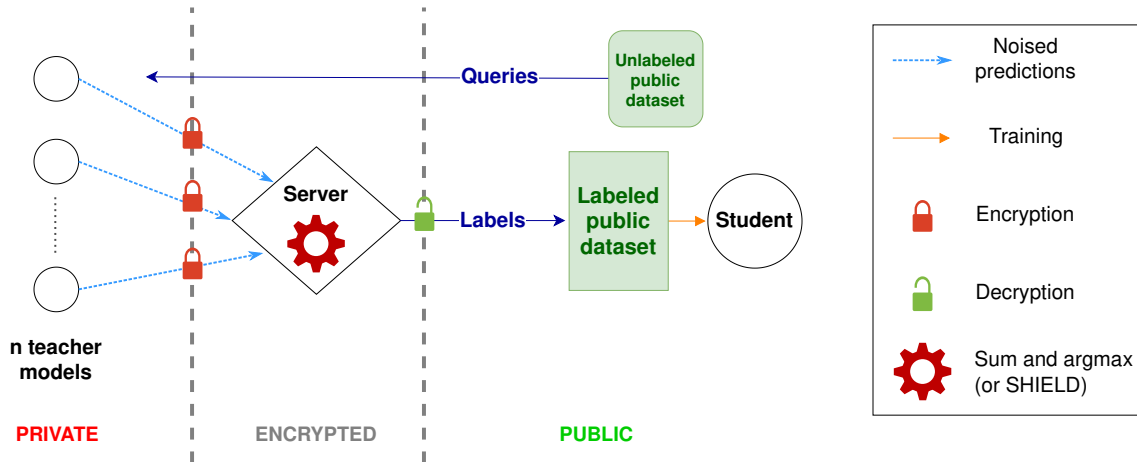 Queries
Unlabeled
public
dataset
Server
Labels
Labeled
public
dataset
Student
n teacher
models
PRIVATE
ENCRYPTED
PUBLIC
Noised
predictions
Training
Encryption
Decryption
Sum and argmax
(or SHIELD)